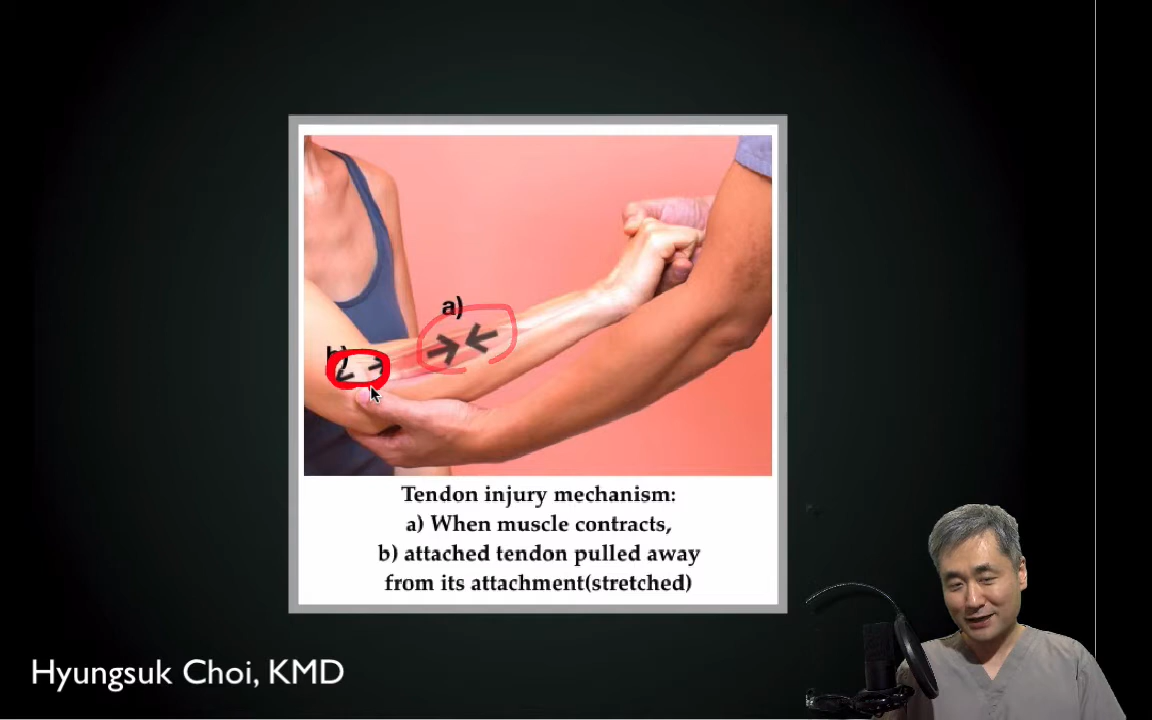 a)
b)
Tendon injury mechanism:
a) When muscle contracts,
b) attached tendon pulled away
from its attachment(stretched)
Hyungsuk Choi, KMD